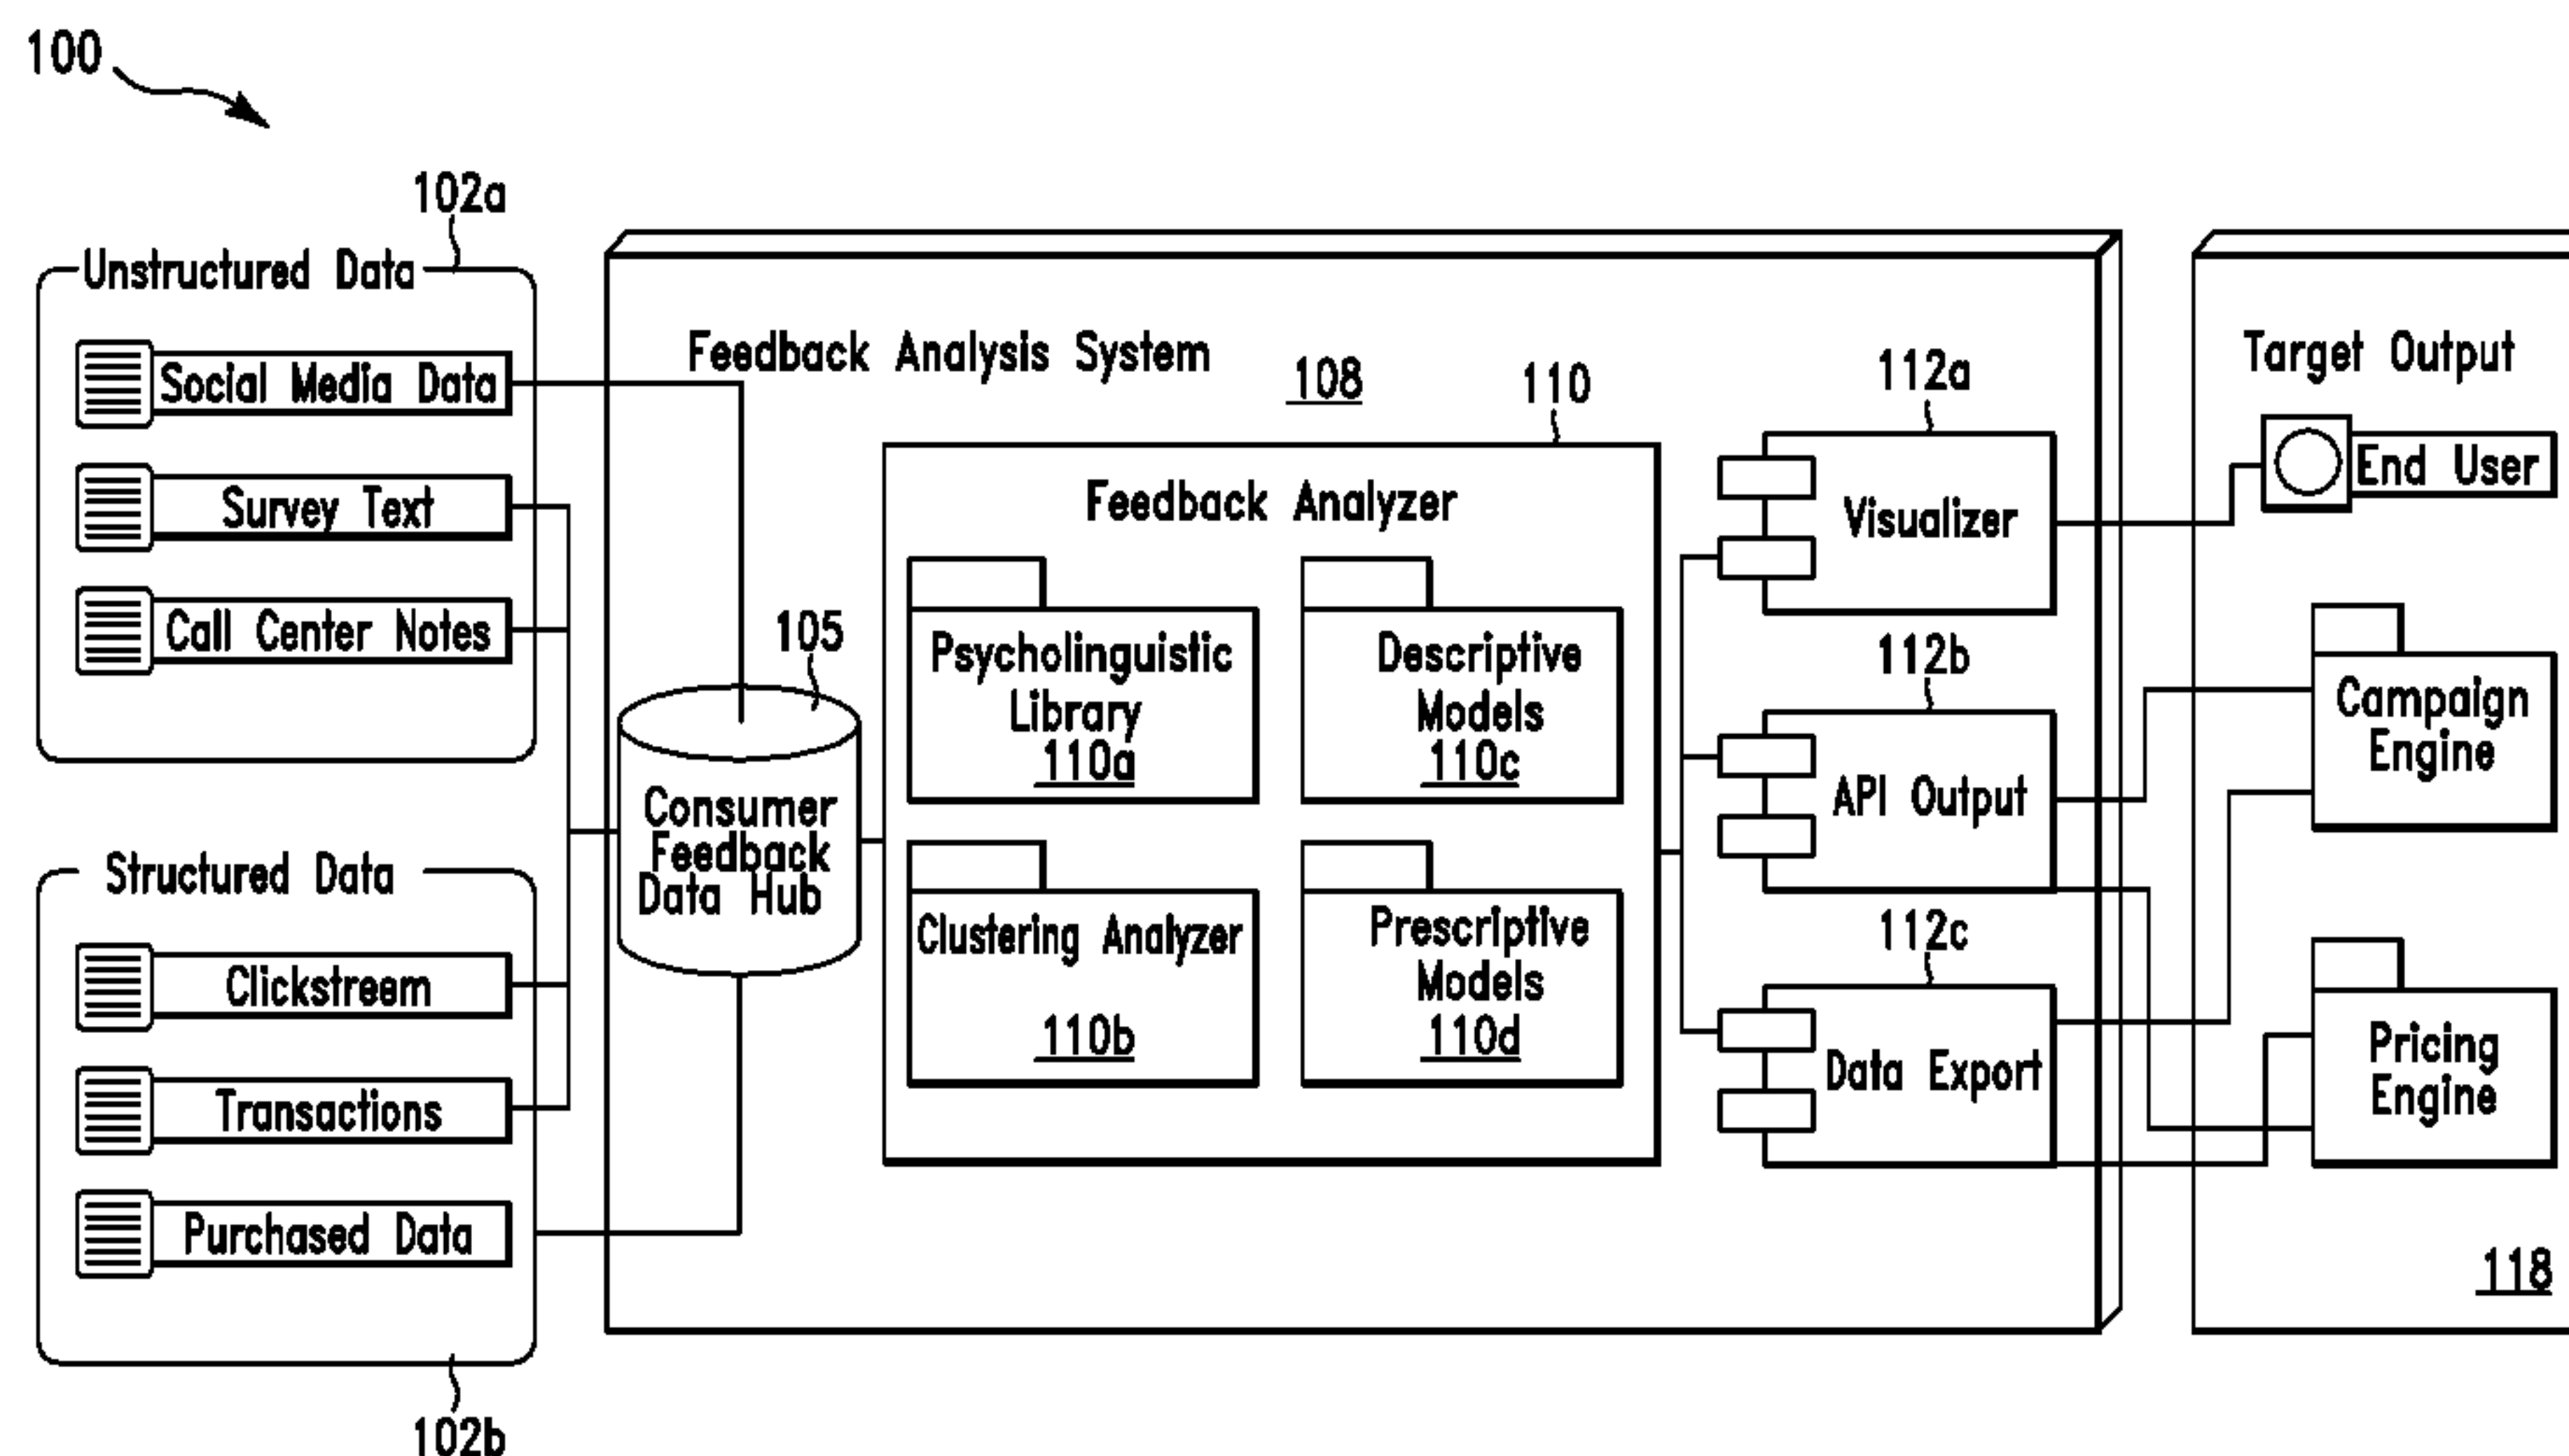 100
102a
Unstructured Data
Social Media Data
Survey Text
Call Center Notes
Structured Data
Clickstreem
Transactions
Purchased Data
102b
Feedback Analysis System
108
105
Consumer
Feedback
Data Hub
110
Feedback Analyzer
Psycholinguistic
Library
110a
Descriptive
Models
110c
Clustering Analyzer
110b
Prescriptive
Models
110d
112a
Visualizer
112b
API Output
112c
Data Export
Target Output
End User
Campaign
Engine
Pricing
Engine
118